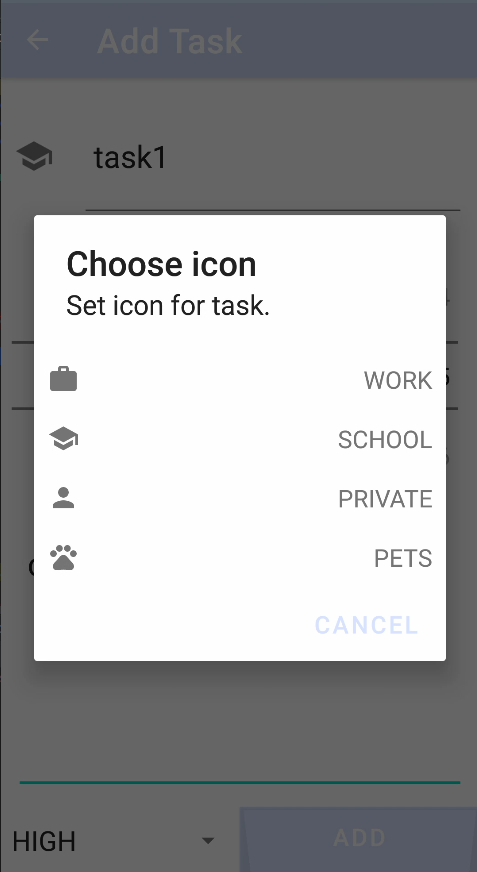 Add Task
task1
Choose icon
Set icon for task.
WORK
SCHOOL
PRIVATE
PETS
CANCEL
HIGH
ADD